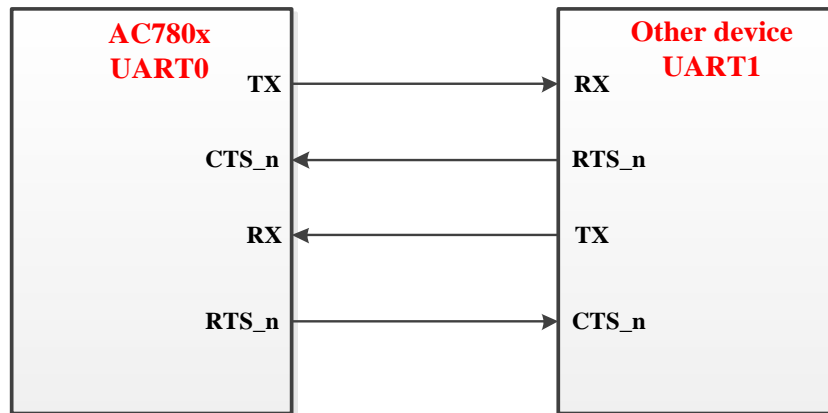 AC780x
UART0
TX
CTS_n
RX
RTS_n
Other device
UART1
RX
RTS_n
TX
CTS_n